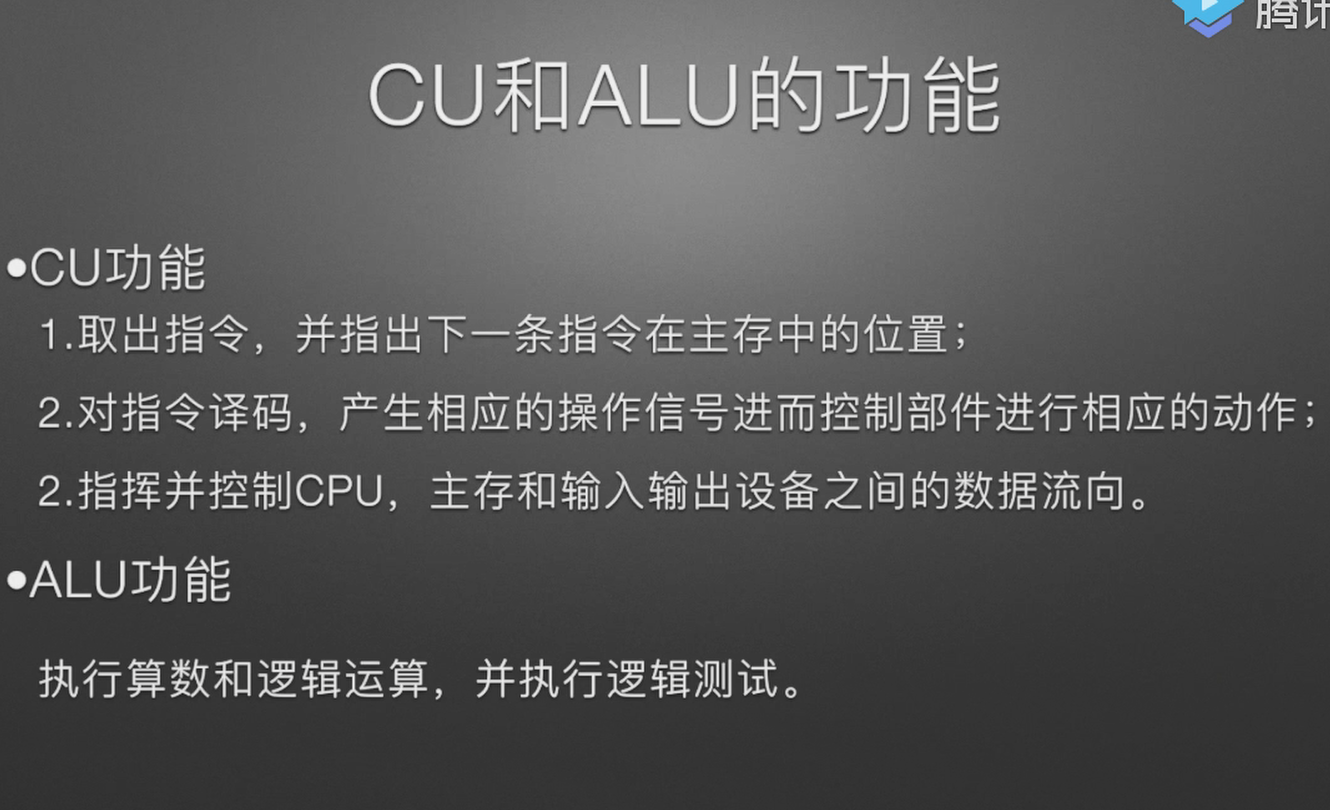 腾讯
CU和ALU的功能
•CU功能
1.取出指令，并指出下一条指令在主存中的位置；
2.对指令译码，产生相应的操作信号进而控制部件进行相应的动作；
2.指挥并控制CPU，主存和输入输出设备之间的数据流向。
•ALU功能
执行算数和逻辑运算，并执行逻辑测试。